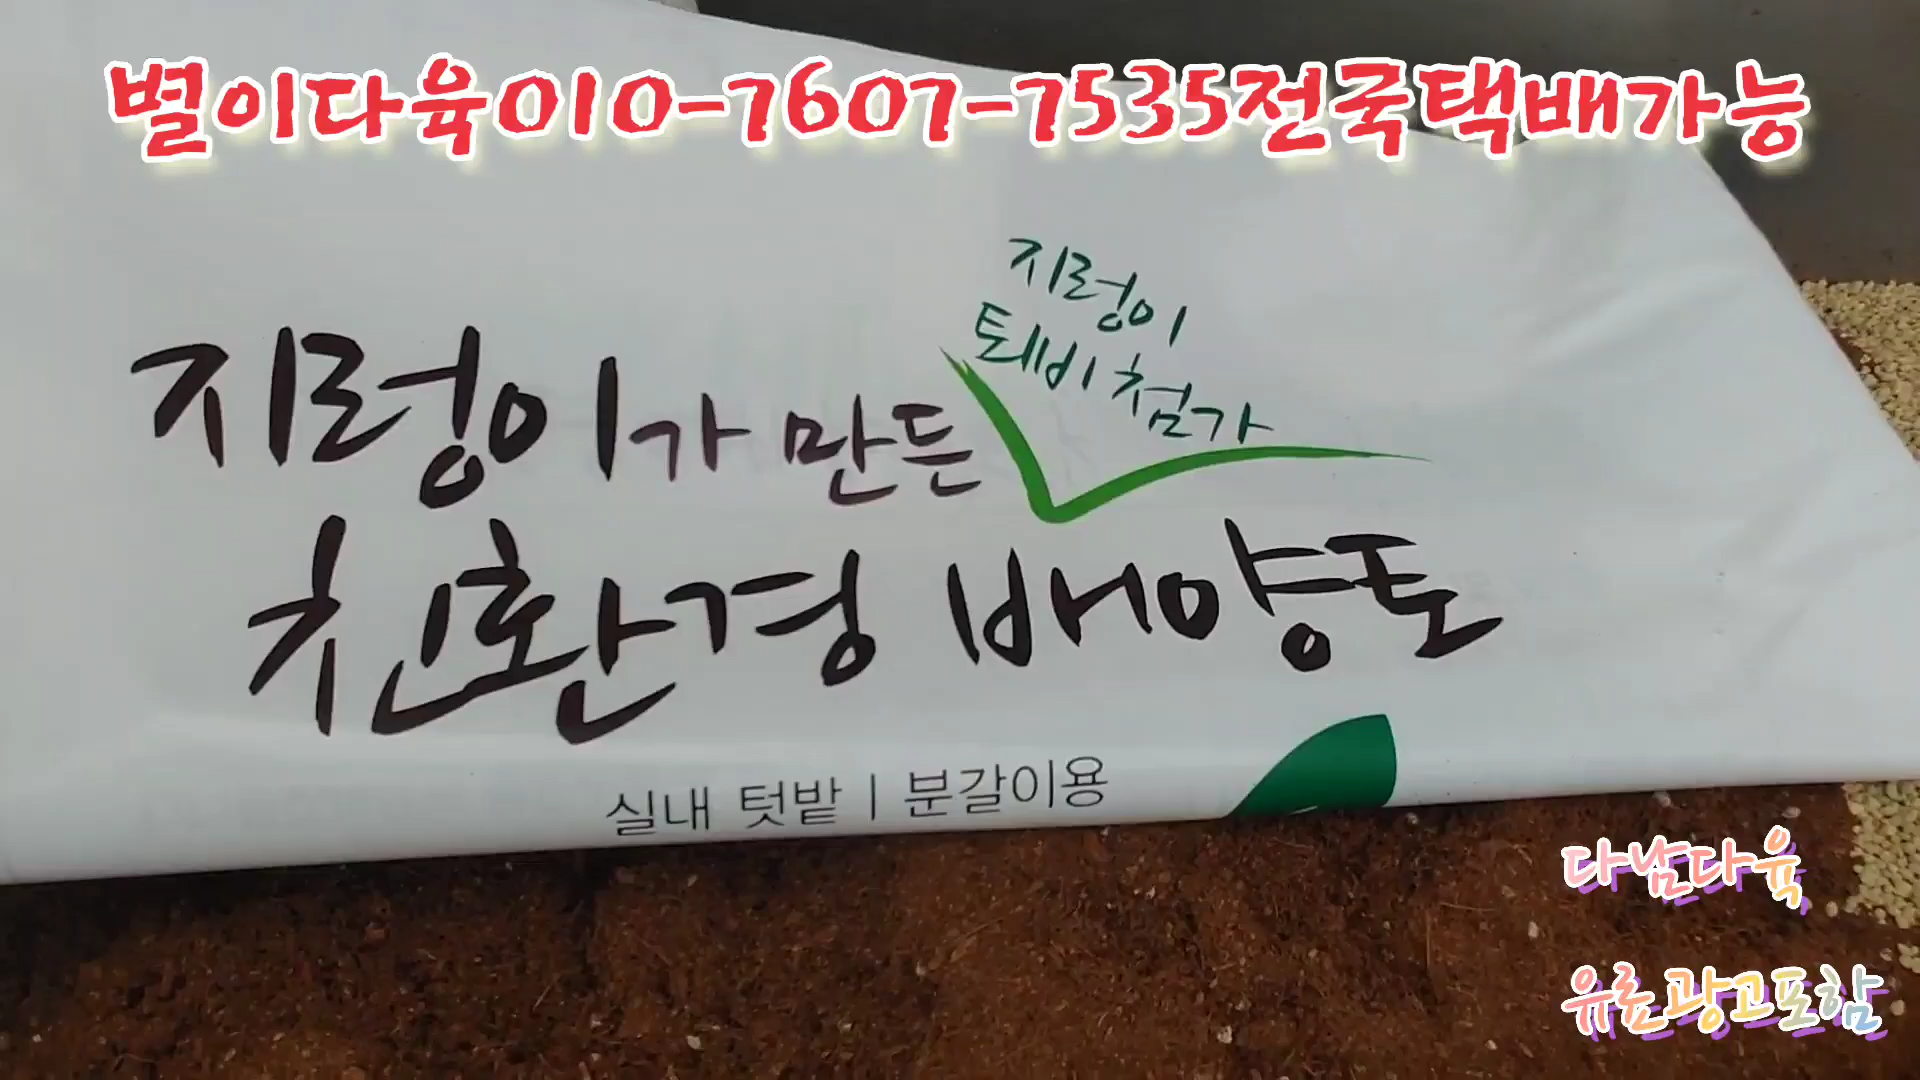 별이다육010-7607-7535전국택배가능
지렁이
퇴비 첨가
지렁이가 만든
친환경 배양토
실내 텃밭 | 분갈이용
다남다육
유료광고포함